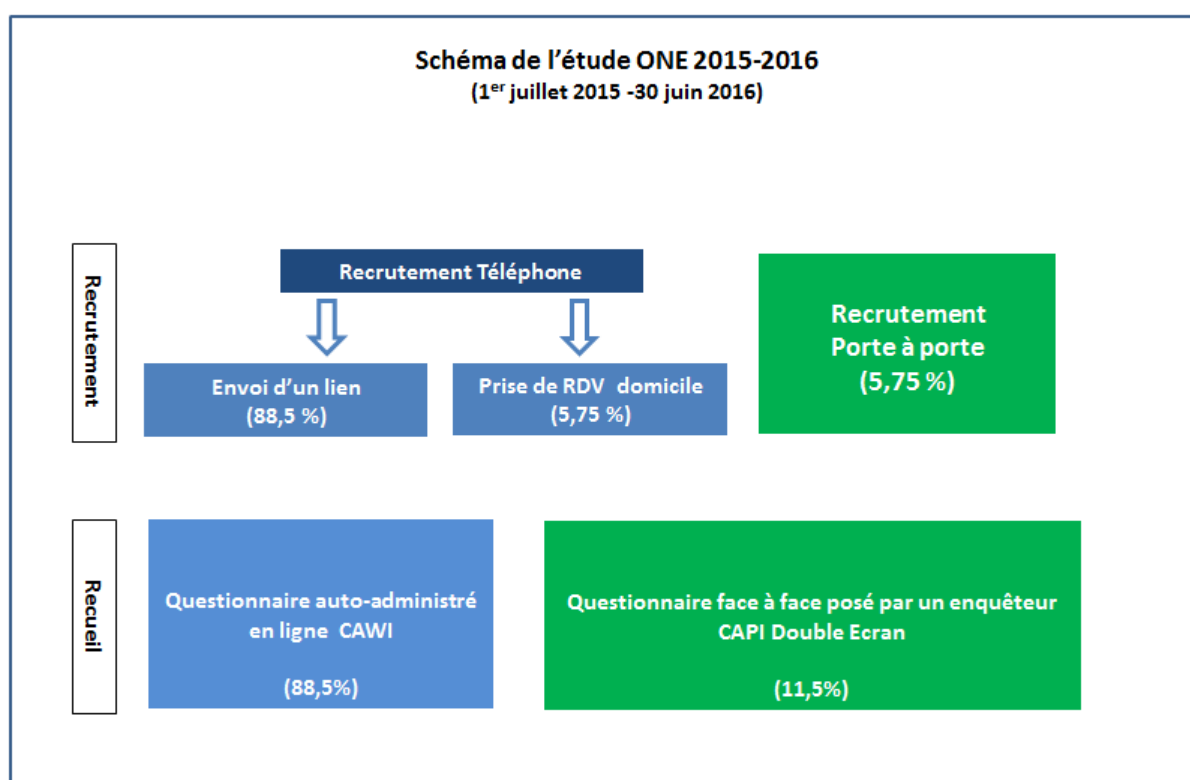 Schéma de l'étude ONE 2015-2016
(1er juillet 2015 -30 juin 2016)
Recrutement
Recrutement Téléphone
Envoi d'un lien
(88,5 %)
Prise de RDV domicile
(5,75 %)
Recrutement
Porte à porte
(5,75 %)
Recueil
Questionnaire auto-administré
en ligne CAWI
(88,5%)
Questionnaire face à face posé par un enquêteur
CAPI Double Ecran
(11,5%)